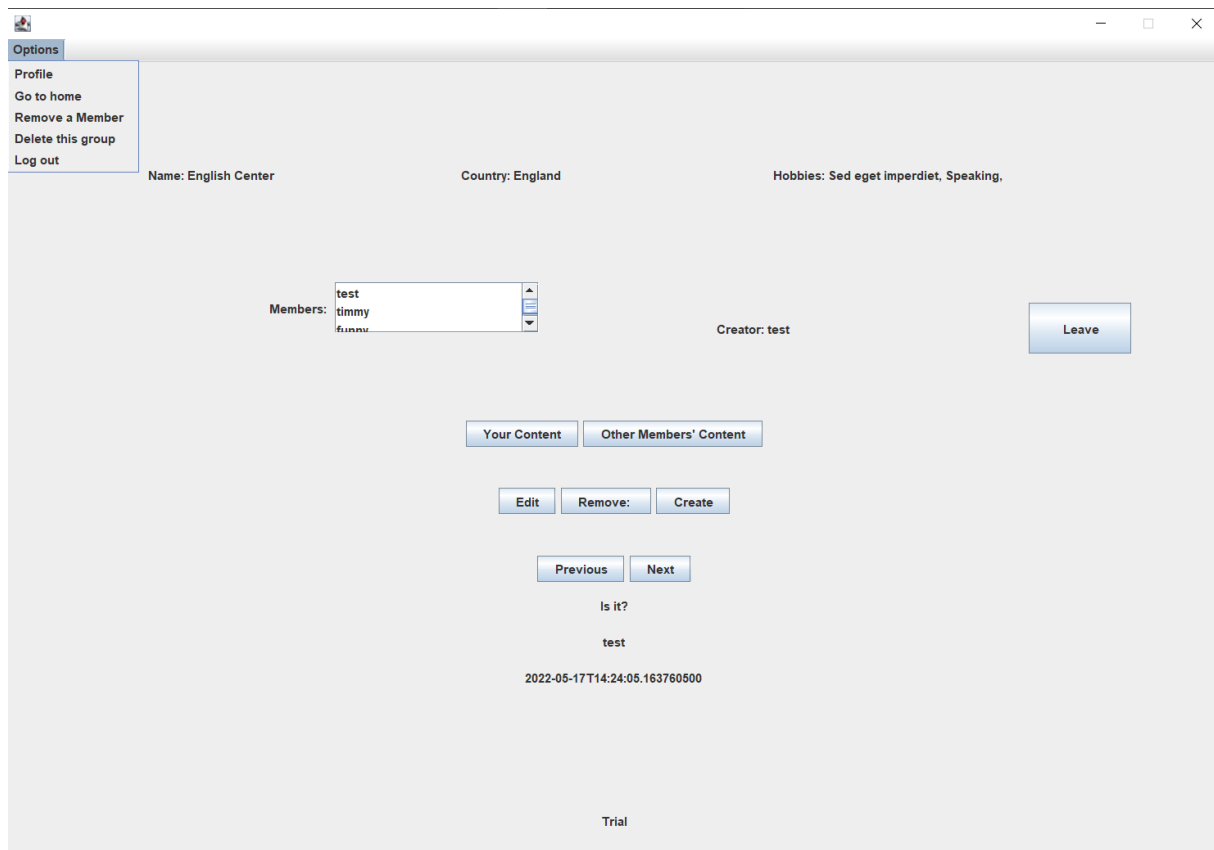 Options
Profile
Go to home
Remove a Member
Delete this group
Log out
Name: English Center
Country: England
Hobbies: Sed eget imperdiet, Speaking,
Members:
test
timmy
funny
Creator: test
Leave
Your Content
Other Members' Content
Edit
Remove:
Create
Previous
Next
Is it?
test
2022-05-17T14:24:05.163760500
Trial